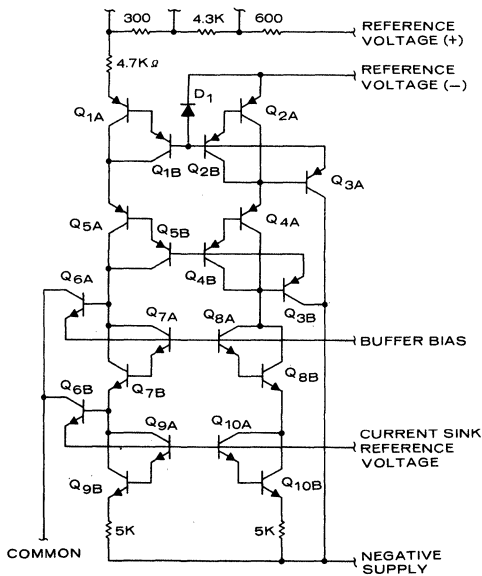 300
4.3K
600
REFERENCE
VOLTAGE (+)
4.7K Ω
REFERENCE
VOLTAGE (−)
D1
Q1A
Q2A
Q1B
Q2B
Q3A
Q5A
Q5B
Q4A
Q4B
Q6A
Q3B
Q7A
Q8A
BUFFER BIAS
Q7B
Q8B
Q6B
Q9A
Q10A
CURRENT SINK
REFERENCE
VOLTAGE
Q9B
Q10B
5K
5K
COMMON
NEGATIVE
SUPPLY